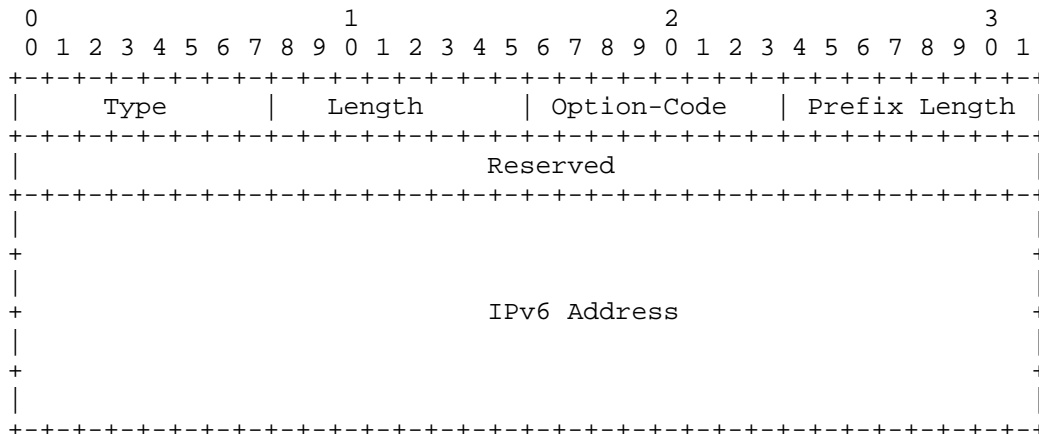 0                   1                   2                   3
 0 1 2 3 4 5 6 7 8 9 0 1 2 3 4 5 6 7 8 9 0 1 2 3 4 5 6 7 8 9 0 1
+-+-+-+-+-+-+-+-+-+-+-+-+-+-+-+-+-+-+-+-+-+-+-+-+-+-+-+-+-+-+-+-+
|     Type      |   Length      | Option-Code   | Prefix Length |
+-+-+-+-+-+-+-+-+-+-+-+-+-+-+-+-+-+-+-+-+-+-+-+-+-+-+-+-+-+-+-+-+
|                             Reserved                          |
+-+-+-+-+-+-+-+-+-+-+-+-+-+-+-+-+-+-+-+-+-+-+-+-+-+-+-+-+-+-+-+-+
|                                                               |
+                                                               +
|                                                               |
+                             IPv6 Address                      +
|                                                               |
+                                                               +
|                                                               |
+-+-+-+-+-+-+-+-+-+-+-+-+-+-+-+-+-+-+-+-+-+-+-+-+-+-+-+-+-+-+-+-+